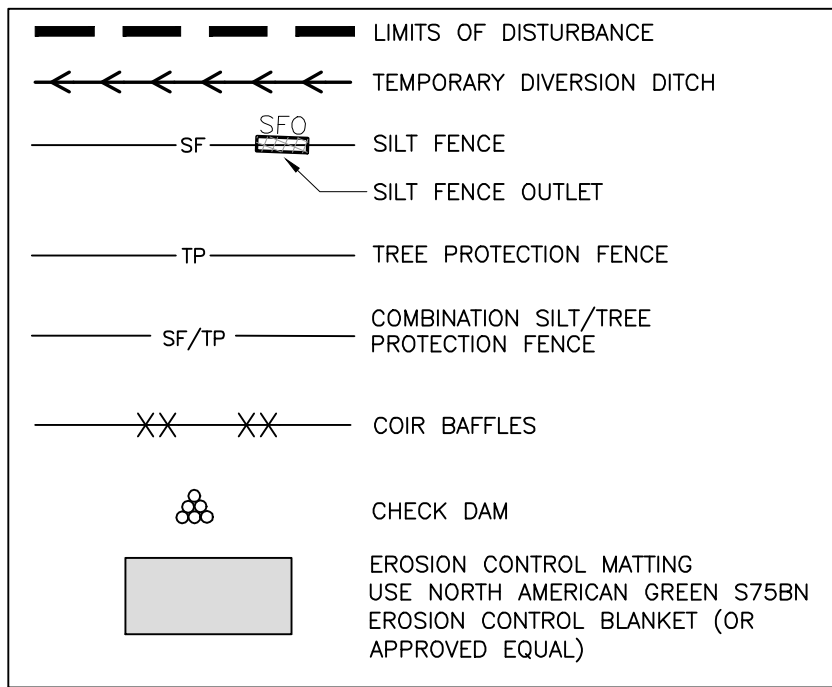 LIMITS OF DISTURBANCE
TEMPORARY DIVERSION DITCH
SFO
SF
SILT FENCE
SILT FENCE OUTLET
TP
TREE PROTECTION FENCE
SF/TP
COMBINATION SILT/TREE
PROTECTION FENCE
COIR BAFFLES
CHECK DAM
EROSION CONTROL MATTING
USE NORTH AMERICAN GREEN S75BN
EROSION CONTROL BLANKET (OR
APPROVED EQUAL)